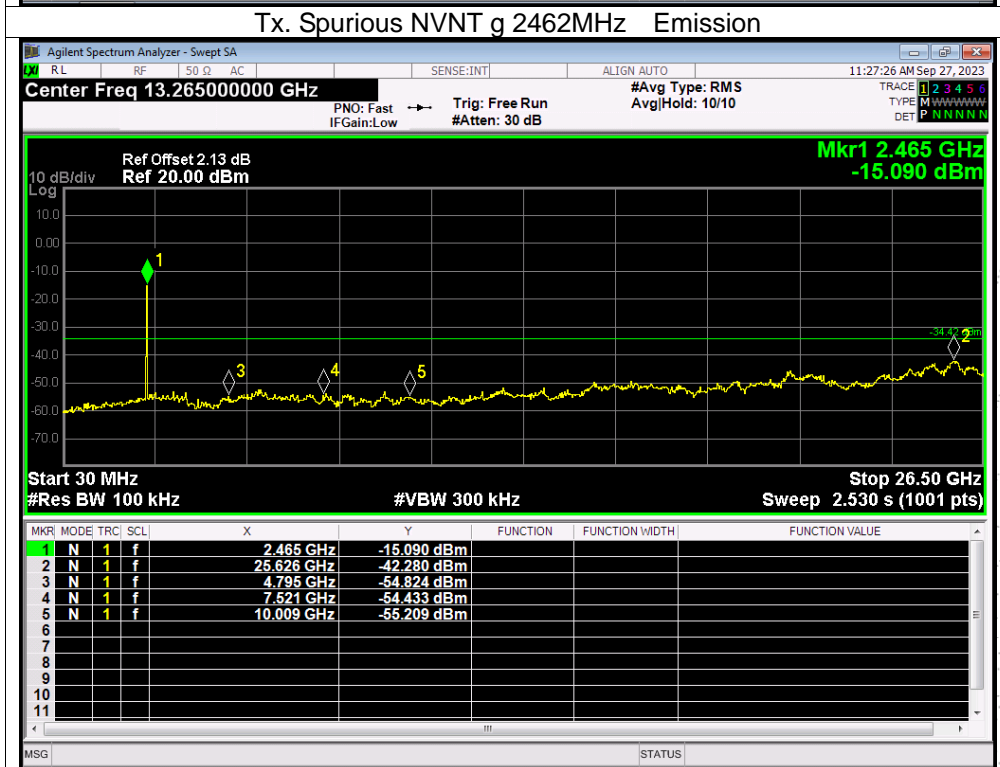 Tx. Spurious NVNT g 2462MHz Emission
Agilent Spectrum Analyzer - Swept SA
LXI RL RF 50 Ω AC SENSE:INT ALIGN AUTO 11:27:26 AM Sep 27, 2023
Center Freq 13.265000000 GHz #Avg Type: RMS TRACE 1 2 3 4 5 6
PNO: Fast Trig: Free Run Avg|Hold: 10/10 TYPE M WWWWW
IFGain:Low #Atten: 30 dB DET P N N N N N
Ref Offset 2.13 dB Mkr1 2.465 GHz
10 dB/div Ref 20.00 dBm -15.090 dBm
Log
10.0
0.00
1
-10.0
-20.0
-30.0
-34.42 dBm
2
-40.0
3 4 5
-50.0
-60.0
-70.0
Start 30 MHz Stop 26.50 GHz
#Res BW 100 kHz #VBW 300 kHz Sweep 2.530 s (1001 pts)
MKR MODE TRC SCL X Y FUNCTION FUNCTION WIDTH FUNCTION VALUE
1 N 1 f 2.465 GHz -15.090 dBm
2 N 1 f 25.626 GHz -42.280 dBm
3 N 1 f 4.795 GHz -54.824 dBm
4 N 1 f 7.521 GHz -54.433 dBm
5 N 1 f 10.009 GHz -55.209 dBm
6
7
8
9
10
11
MSG STATUS